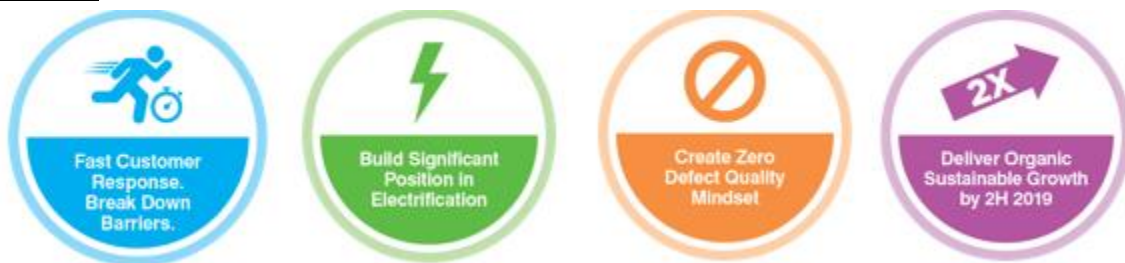 Fast Customer
Response.
Break Down
Barriers.
Build Significant
Position in
Electrification
Create Zero
Defect Quality
Mindset
2X
Deliver Organic
Sustainable Growth
by 2H 2019